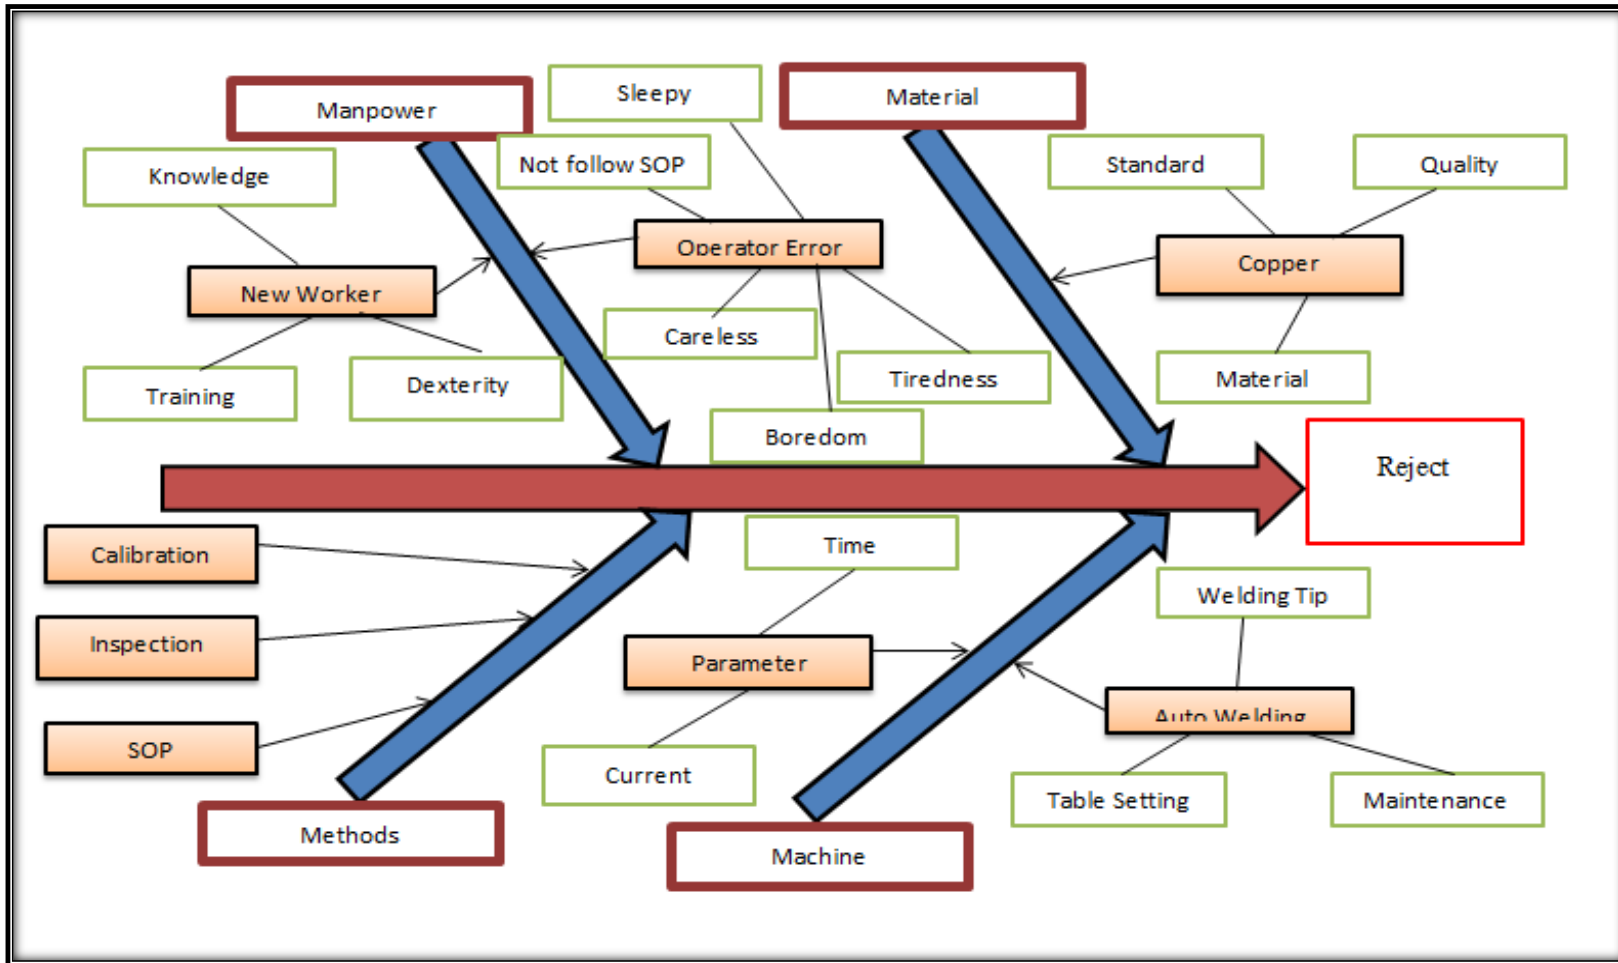 Sleepy
Material
Manpower
Not follow SOP
Standard
Quality
Knowledge
Operator Error
Copper
New Worker
Careless
Tiredness
Material
Training
Dexterity
Boredom
Reject
Calibration
Time
Welding Tip
Inspection
Parameter
Auto Welding
SOP
Current
Table Setting
Maintenance
Methods
Machine